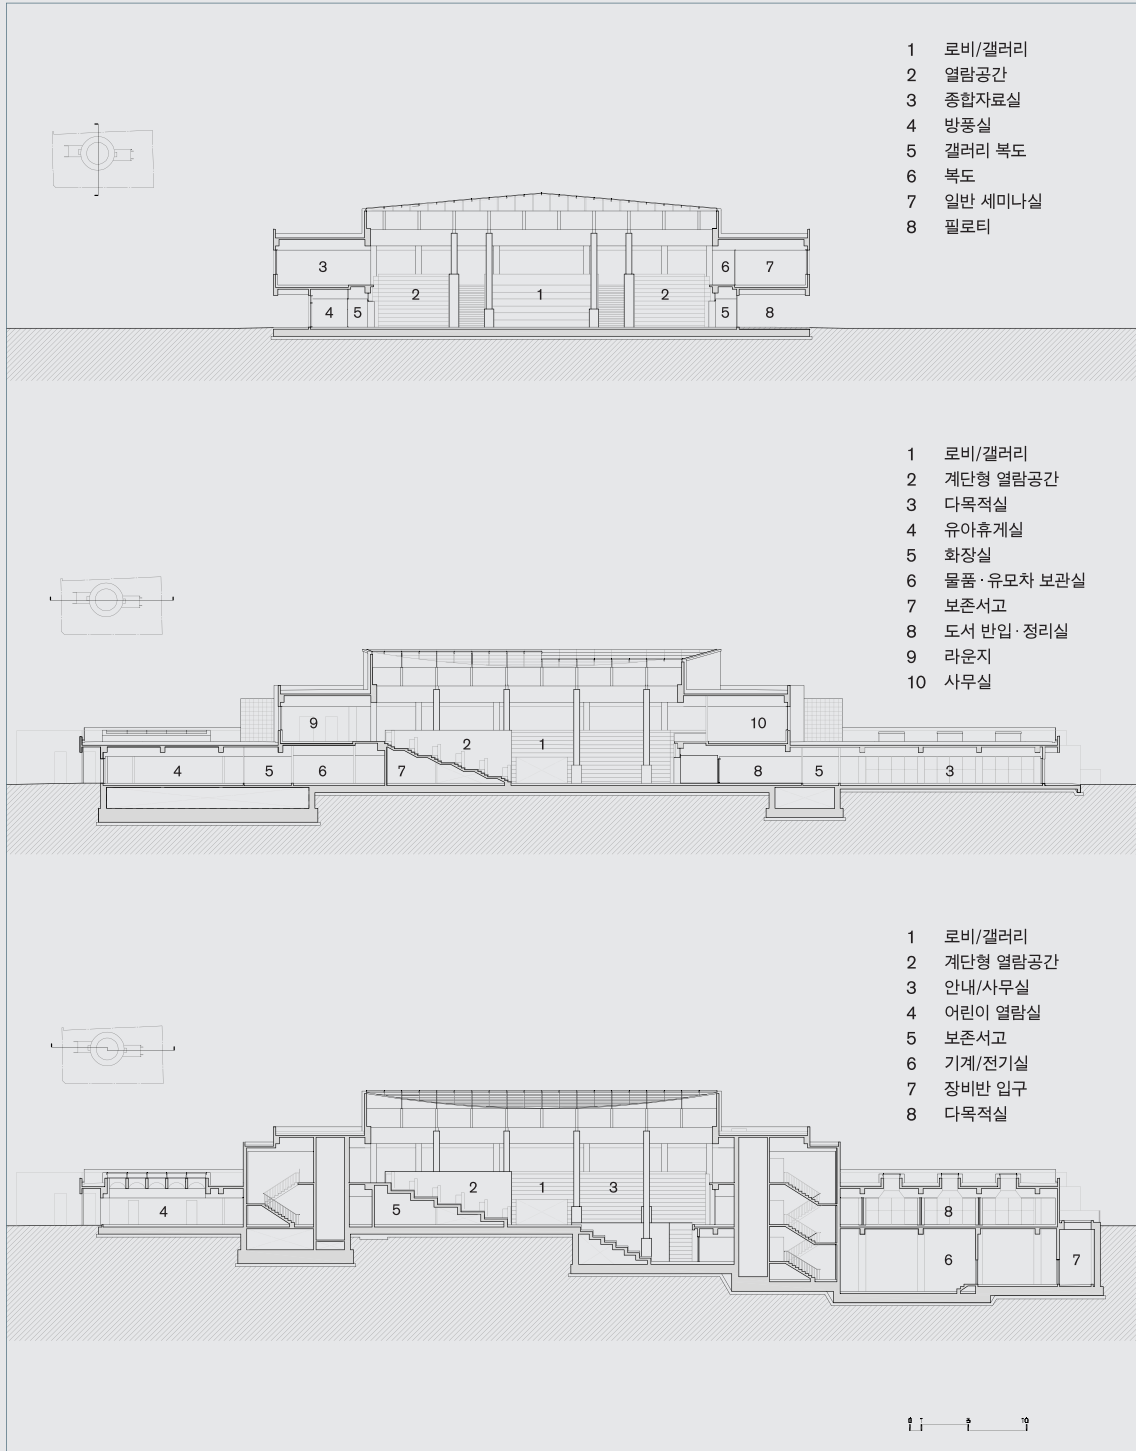 1 로비/갤러리
2 열람공간
3 종합자료실
4 방풍실
5 갤러리 복도
6 복도
7 일반 세미나실
8 필로티
3
6
7
2
1
2
4
5
5
8
1 로비/갤러리
2 계단형 열람공간
3 다목적실
4 유아휴게실
5 화장실
6 물품·유모차 보관실
7 보존서고
8 도서 반입·정리실
9 라운지
10 사무실
9
10
2
1
4
5
6
7
8
5
3
1 로비/갤러리
2 계단형 열람공간
3 안내/사무실
4 어린이 열람실
5 보존서고
6 기계/전기실
7 장비반 입구
8 다목적실
2
1
3
4
5
8
6
7